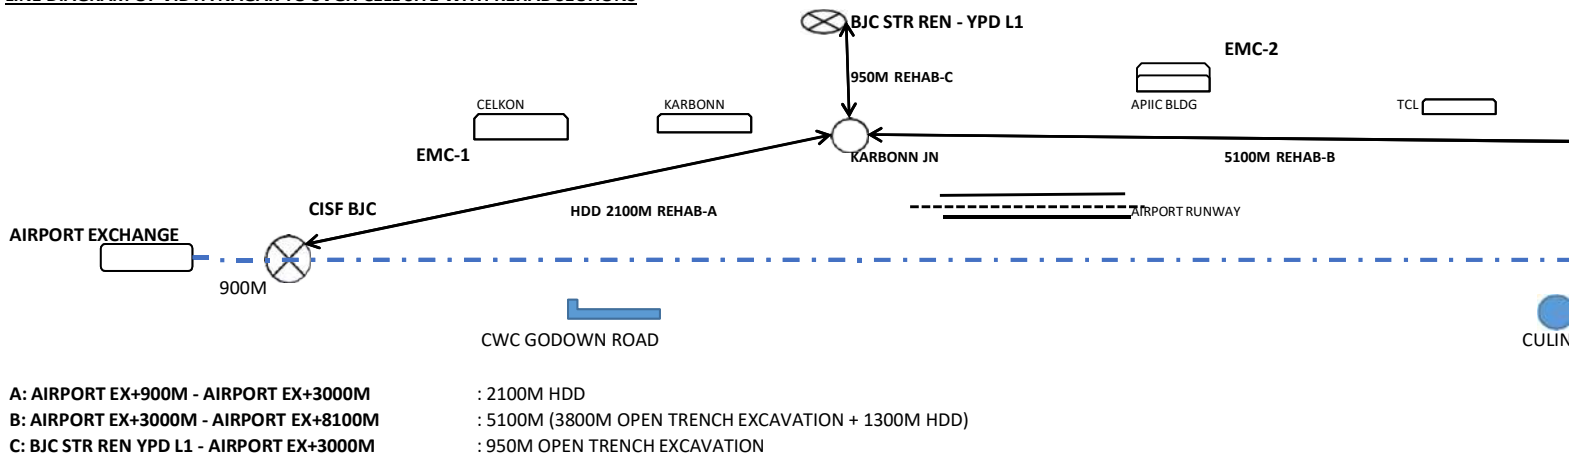 BJC STR REN - YPD L1
EMC-2
950M REHAB-C
CELKON
KARBONN
APIIC BLDG
TCL
EMC-1
KARBONN JN
5100M REHAB-B
CISF BJC
HDD 2100M REHAB-A
AIRPORT RUNWAY
AIRPORT EXCHANGE
900M
CWC GODOWN ROAD
CULIN
A: AIRPORT EX+900M - AIRPORT EX+3000M : 2100M HDD
B: AIRPORT EX+3000M - AIRPORT EX+8100M : 5100M (3800M OPEN TRENCH EXCAVATION + 1300M HDD)
C: BJC STR REN YPD L1 - AIRPORT EX+3000M : 950M OPEN TRENCH EXCAVATION